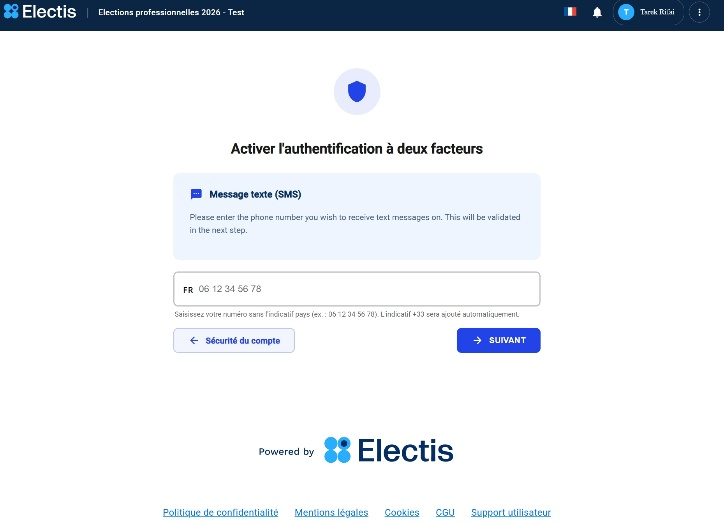 Electis
Elections professionnelles 2026 - Test
T
Tarek Rifai
Activer l'authentification à deux facteurs
Message texte (SMS)
Please enter the phone number you wish to receive text messages on. This will be validated
in the next step.
FR 06 12 34 56 78
Saisissez votre numéro sans l'indicatif pays (ex. : 06 12 34 56 78). L'indicatif +33 sera ajouté automatiquement.
← Sécurité du compte
→ SUIVANT
Powered by Electis
Politique de confidentialité Mentions légales Cookies CGU Support utilisateur